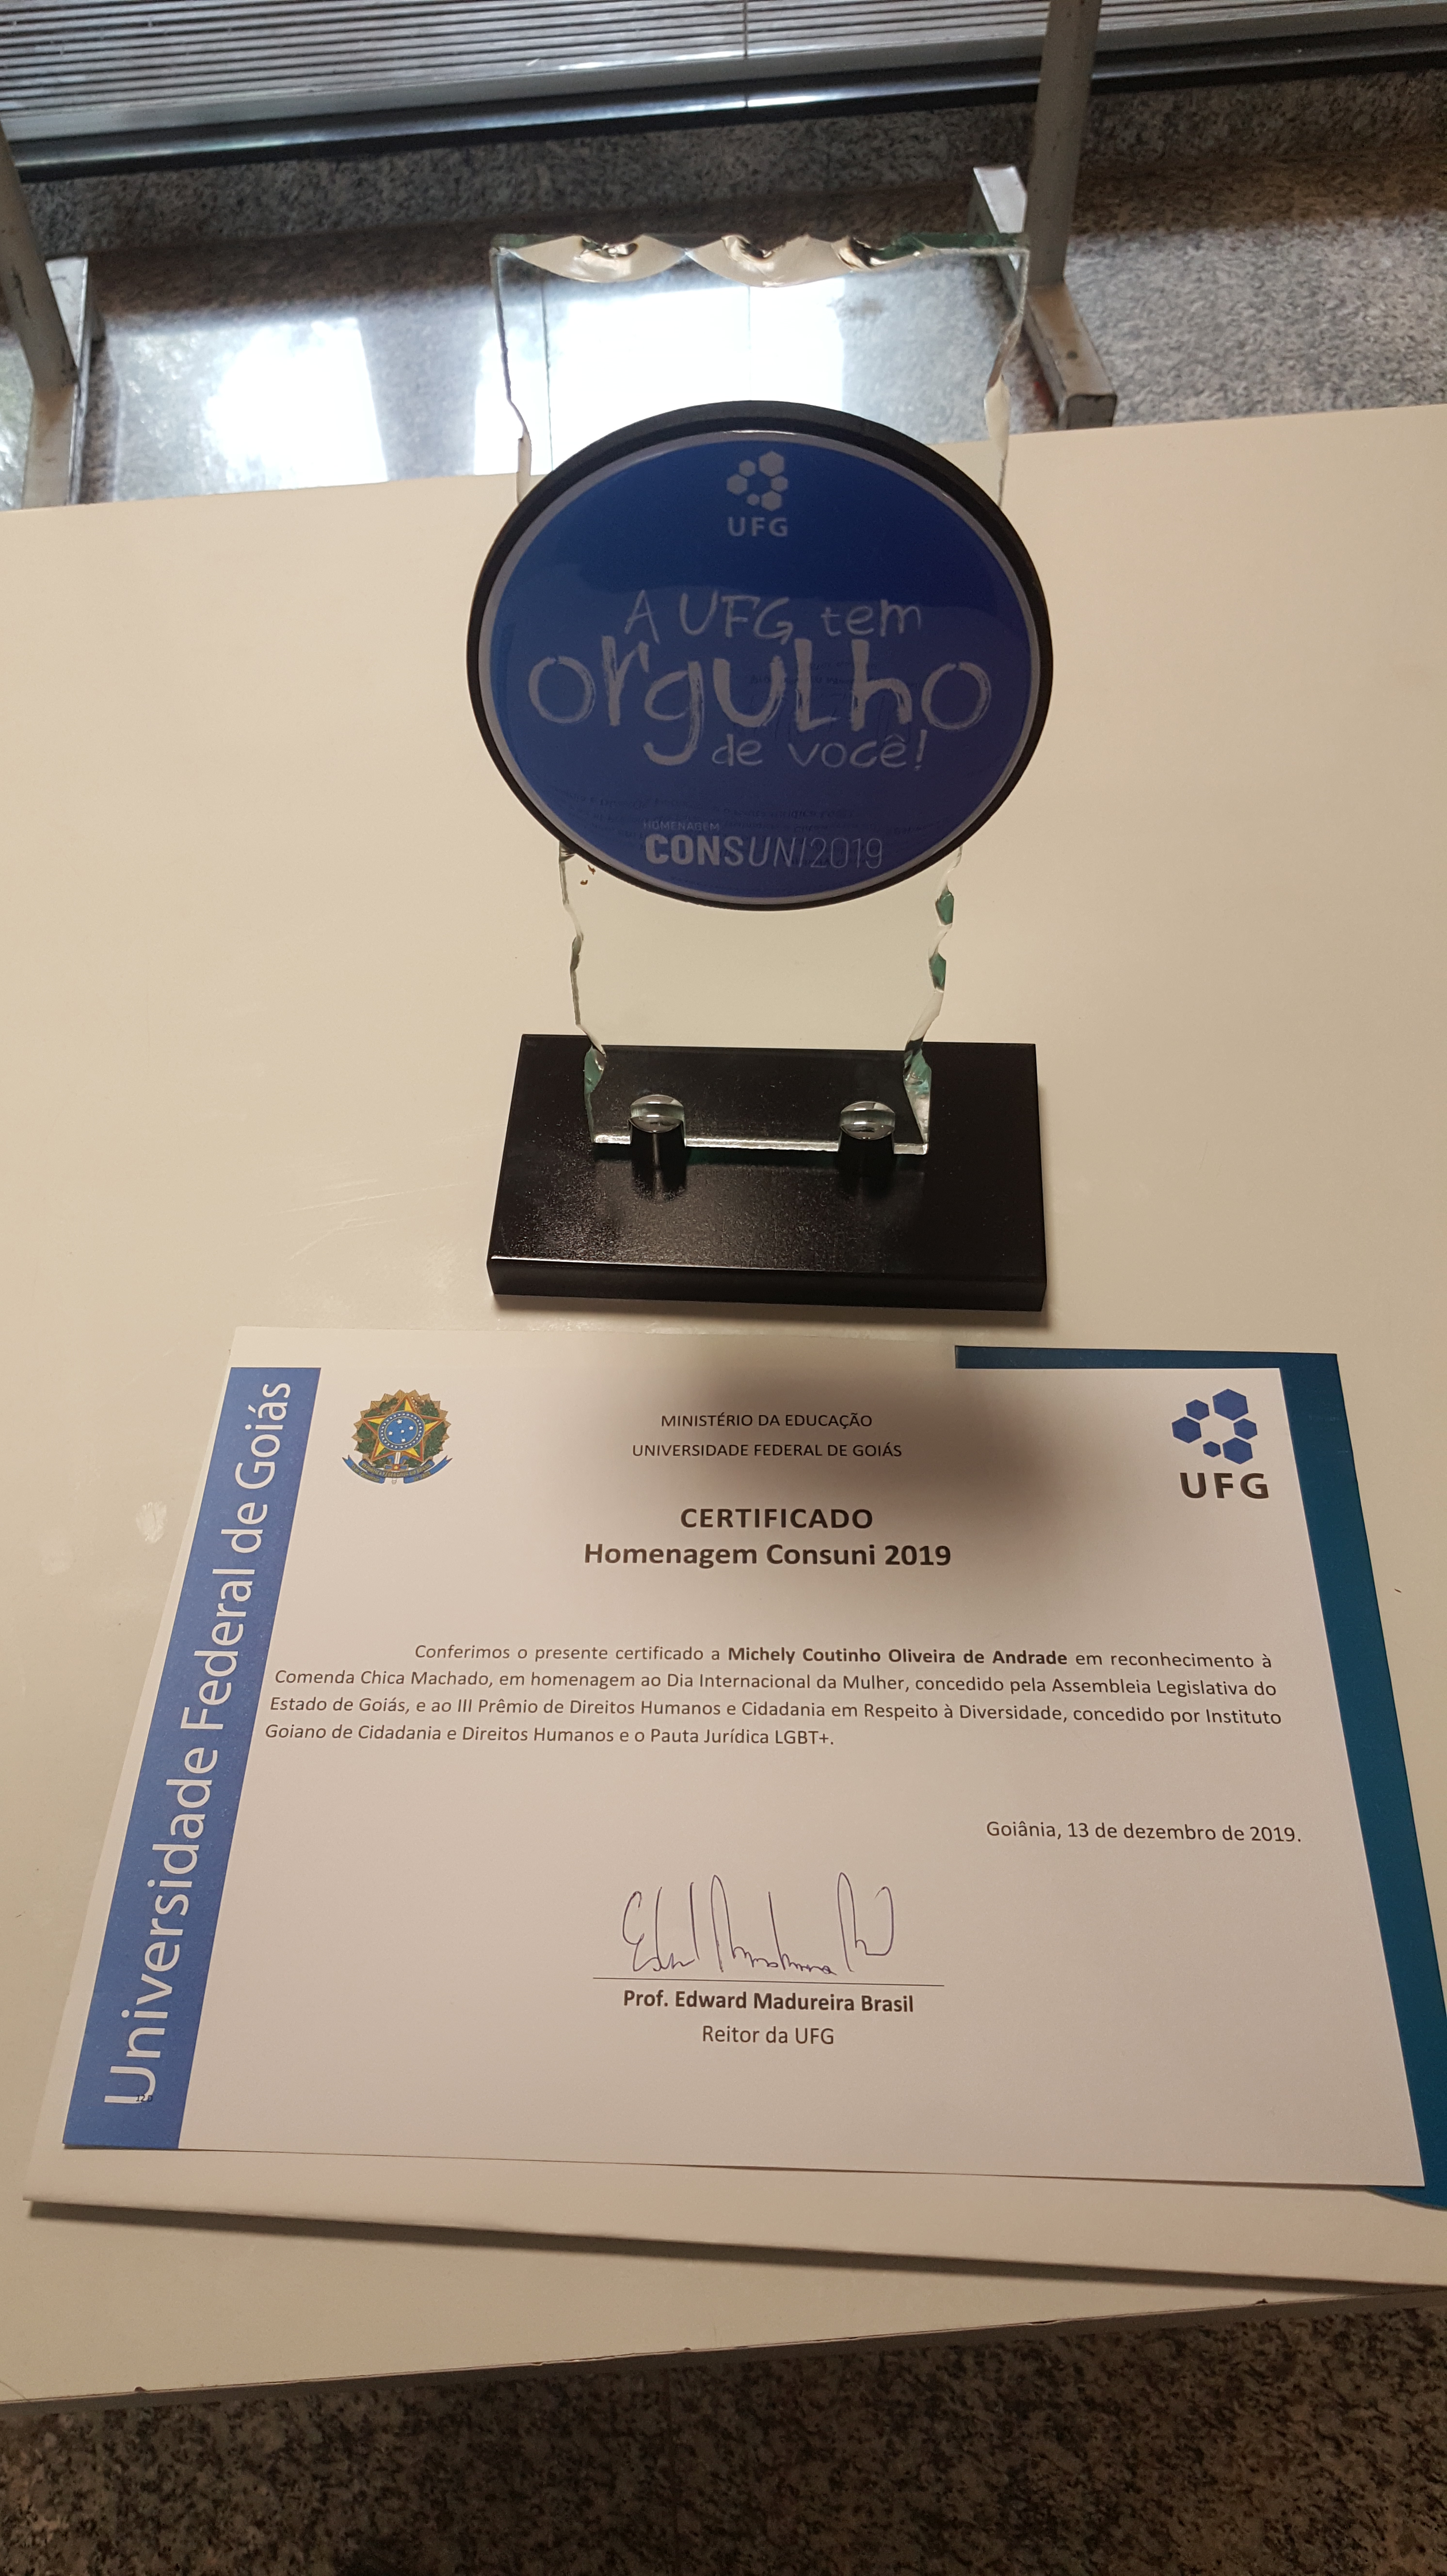 UFG
A UFG tem
orgulho
de você!
HOMENAGEM
CONSUNI2019
Universidade Federal de Goiás
MINISTÉRIO DA EDUCAÇÃO
UNIVERSIDADE FEDERAL DE GOIÁS
UFG
CERTIFICADO
Homenagem Consuni 2019
Conferimos o presente certificado a Michely Coutinho Oliveira de Andrade em reconhecimento à
Comenda Chica Machado, em homenagem ao Dia Internacional da Mulher, concedido pela Assembleia Legislativa do
Estado de Goiás, e ao III Prêmio de Direitos Humanos e Cidadania em Respeito à Diversidade, concedido por Instituto
Goiano de Cidadania e Direitos Humanos e o Pauta Jurídica LGBT+.
Goiânia, 13 de dezembro de 2019.
Prof. Edward Madureira Brasil
Reitor da UFG